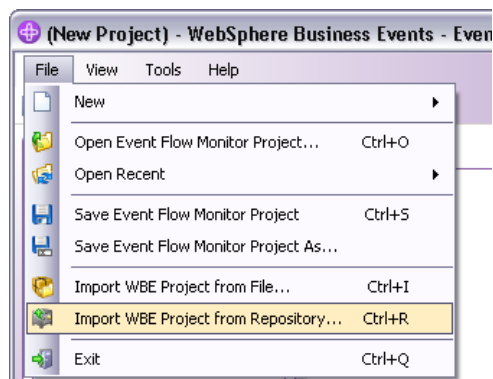 (New Project) - WebSphere Business Events - Even
File View Tools Help
New
Open Event Flow Monitor Project... Ctrl+O
Open Recent
Save Event Flow Monitor Project Ctrl+S
Save Event Flow Monitor Project As...
Import WBE Project from File... Ctrl+I
Import WBE Project from Repository... Ctrl+R
Exit Ctrl+Q